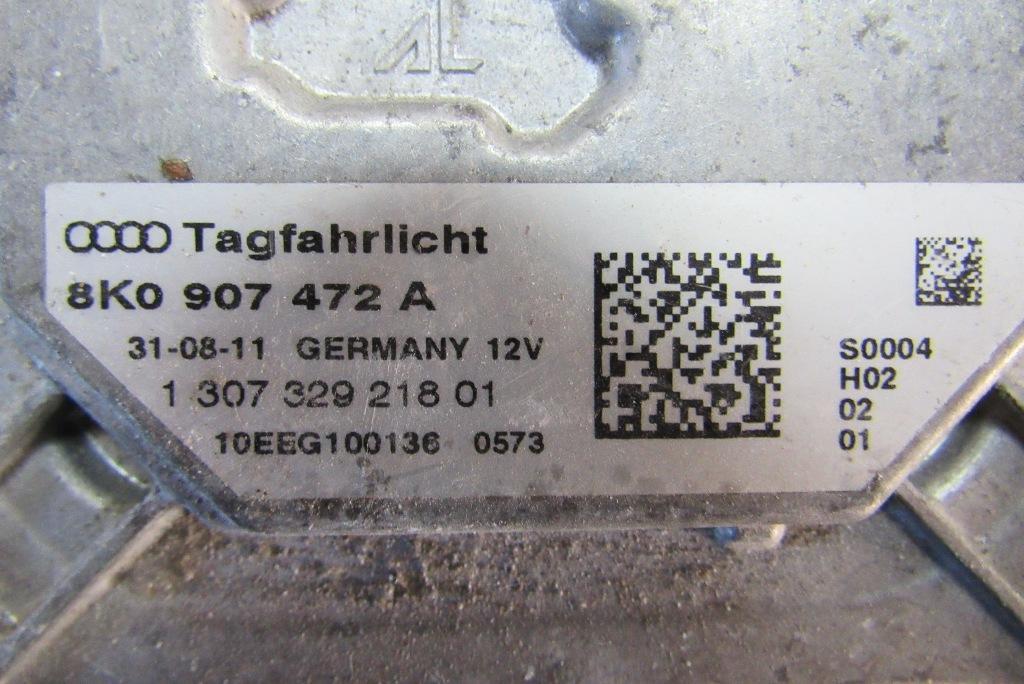 AL
Tagfahrlicht
8K0 907 472 A
31-08-11 GERMANY 12V
1 307 329 218 01
10EEG100136 0573
S0004
H02
02
01